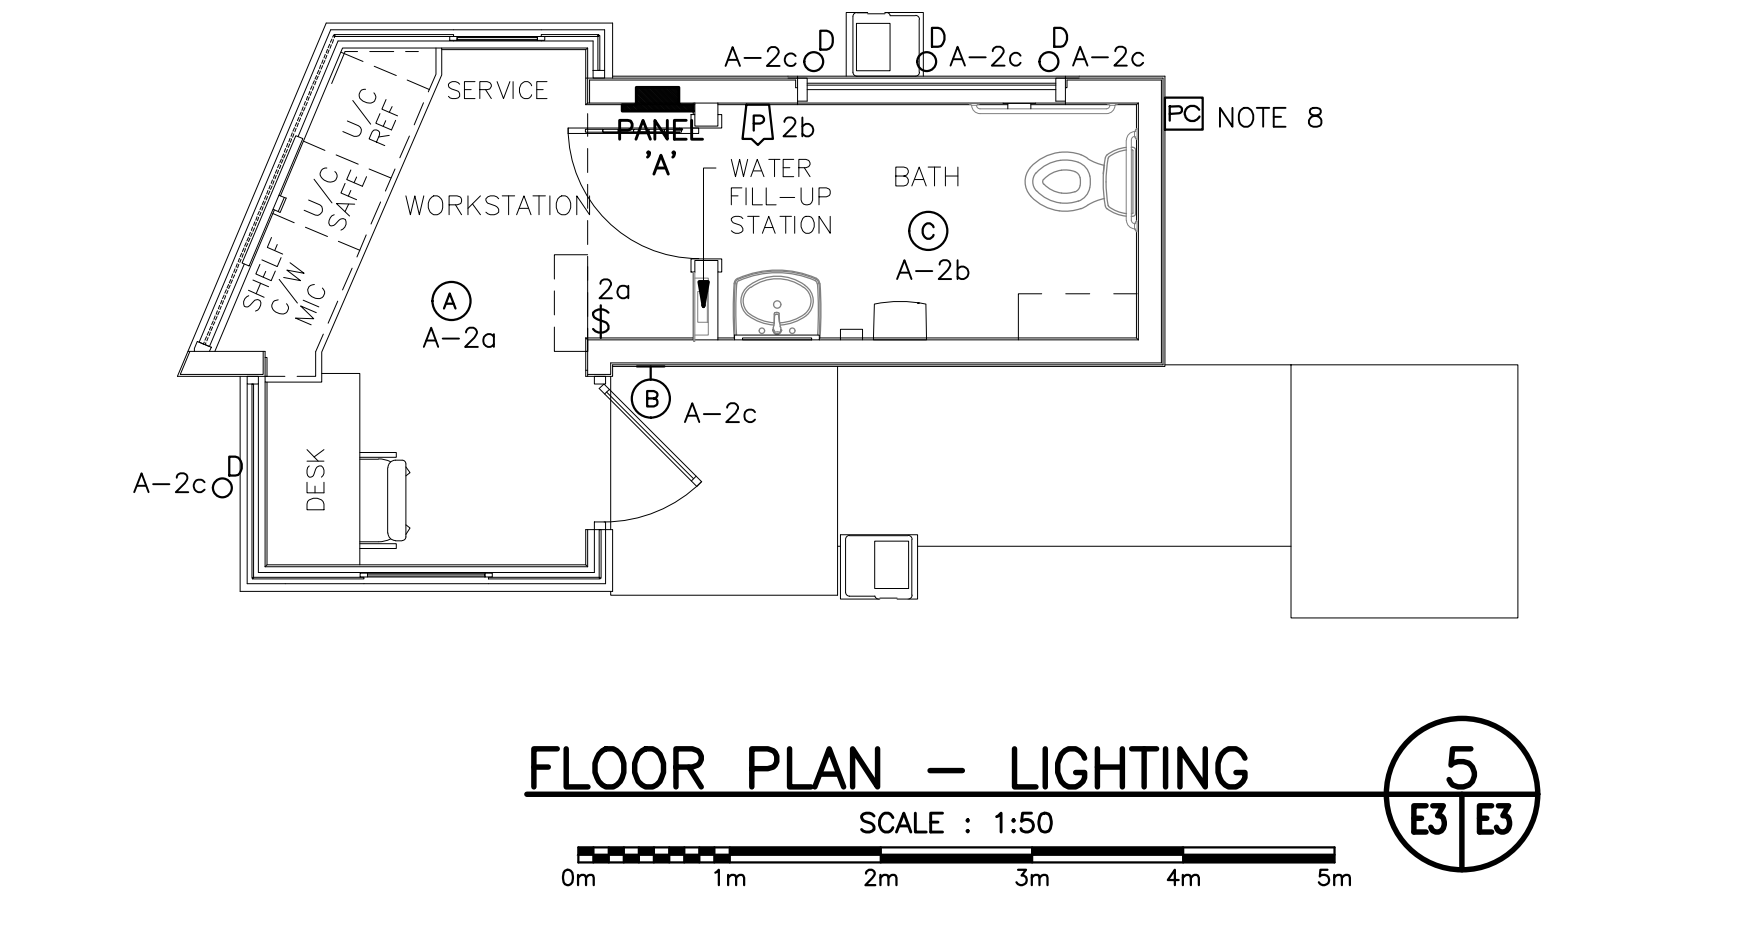 D
D
D
A-2c
A-2c
A-2c
SERVICE
PC
NOTE 8
U/C
REF
PANEL
'A'
P
2b
WATER
FILL-UP
STATION
BATH
U/C
SAFE
WORKSTATION
C
A-2b
SHELF
C/W
MIC
A
A-2a
2a
$
B
A-2c
D
A-2c
DESK
FLOOR PLAN - LIGHTING
5
E3
E3
SCALE : 1:50
0m
1m
2m
3m
4m
5m